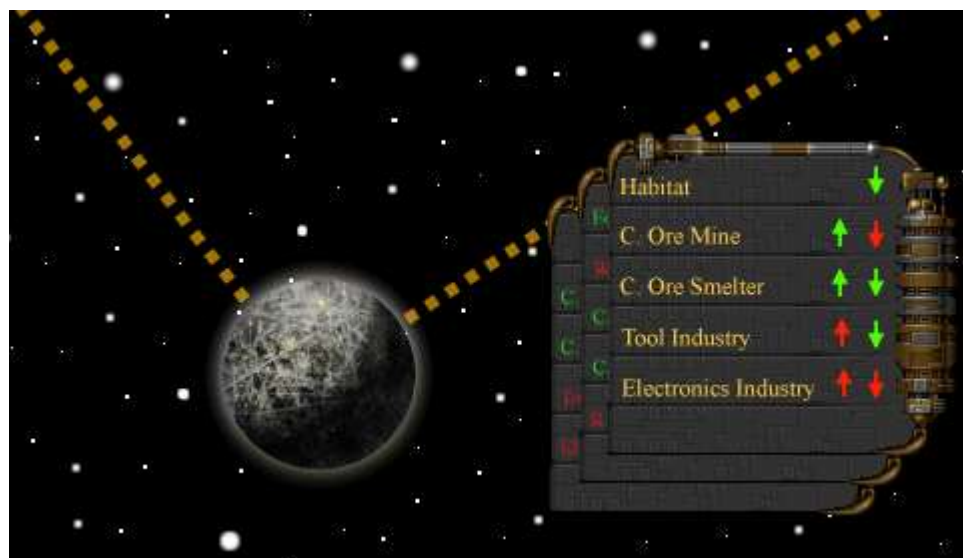 Habitat
C. Ore Mine
C. Ore Smelter
Tool Industry
Electronics Industry
C.
C.
C
C.